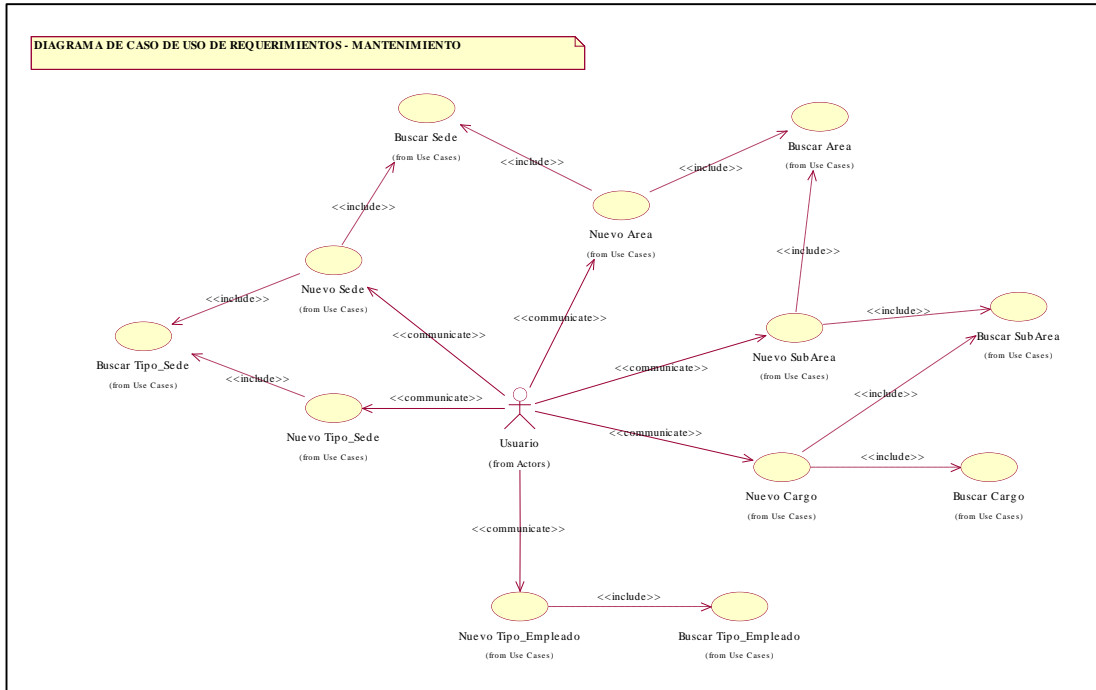 DIAGRAMA DE CASO DE USO DE REQUERIMIENTOS - MANTENIMIENTO
Buscar Sede
(from Use Cases)
Buscar Area
(from Use Cases)
<<include>>
<<include>>
<<include>>
Nuevo Area
(from Use Cases)
<<include>>
Nuevo Sede
(from Use Cases)
<<include>>
<<include>>
Buscar SubArea
(from Use Cases)
<<communicate>>
<<communicate>>
Nuevo SubArea
(from Use Cases)
Buscar Tipo_Sede
(from Use Cases)
<<include>>
<<communicate>>
<<include>>
<<communicate>>
Nuevo Tipo_Sede
(from Use Cases)
Usuario
(from Actors)
<<communicate>>
<<include>>
Nuevo Cargo
(from Use Cases)
Buscar Cargo
(from Use Cases)
<<communicate>>
<<include>>
Nuevo Tipo_Empleado
(from Use Cases)
Buscar Tipo_Empleado
(from Use Cases)